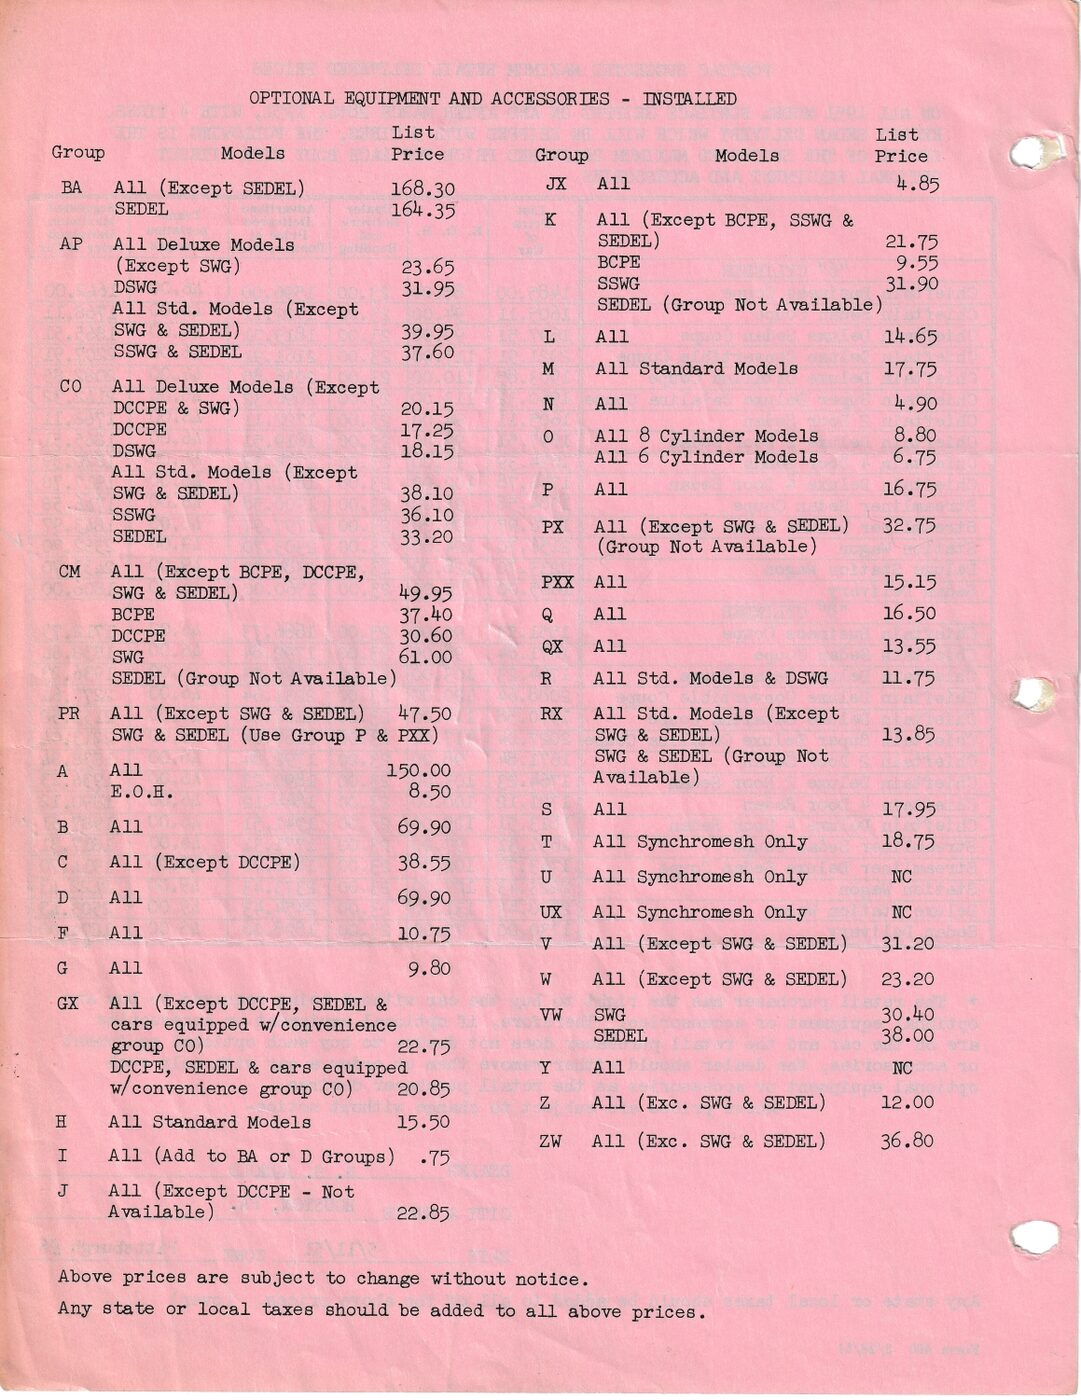 OPTIONAL EQUIPMENT AND ACCESSORIES - INSTALLED
Group Models List Price
BA All (Except SEDEL) 168.30
SEDEL 164.35
AP All Deluxe Models
(Except SWG) 23.65
DSWG 31.95
All Std. Models (Except
SWG & SEDEL) 39.95
SSWG & SEDEL 37.60
CO All Deluxe Models (Except
DCCPE & SWG) 20.15
DCCPE 17.25
DSWG 18.15
All Std. Models (Except
SWG & SEDEL) 38.10
SSWG 36.10
SEDEL 33.20
CM All (Except BCPE, DCCPE,
SWG & SEDEL) 49.95
BCPE 37.40
DCCPE 30.60
SWG 61.00
SEDEL (Group Not Available)
PR All (Except SWG & SEDEL) 47.50
SWG & SEDEL (Use Group P & PXX)
A All 150.00
E.O.H. 8.50
B All 69.90
C All (Except DCCPE) 38.55
D All 69.90
F All 10.75
G All 9.80
GX All (Except DCCPE, SEDEL &
cars equipped w/convenience
group CO) 22.75
DCCPE, SEDEL & cars equipped
w/convenience group CO) 20.85
H All Standard Models 15.50
I All (Add to BA or D Groups) .75
J All (Except DCCPE - Not
Available) 22.85
Group Models List Price
JX All 4.85
K All (Except BCPE, SSWG &
SEDEL) 21.75
BCPE 9.55
SSWG 31.90
SEDEL (Group Not Available)
L All 14.65
M All Standard Models 17.75
N All 4.90
O All 8 Cylinder Models 8.80
All 6 Cylinder Models 6.75
P All 16.75
PX All (Except SWG & SEDEL) 32.75
(Group Not Available)
PXX All 15.15
Q All 16.50
QX All 13.55
R All Std. Models & DSWG 11.75
RX All Std. Models (Except
SWG & SEDEL) 13.85
SWG & SEDEL (Group Not
Available)
S All 17.95
T All Synchromesh Only 18.75
U All Synchromesh Only NC
UX All Synchromesh Only NC
V All (Except SWG & SEDEL) 31.20
W All (Except SWG & SEDEL) 23.20
VW SWG 30.40
SEDEL 38.00
Y All NC
Z All (Exc. SWG & SEDEL) 12.00
ZW All (Exc. SWG & SEDEL) 36.80
Above prices are subject to change without notice.
Any state or local taxes should be added to all above prices.